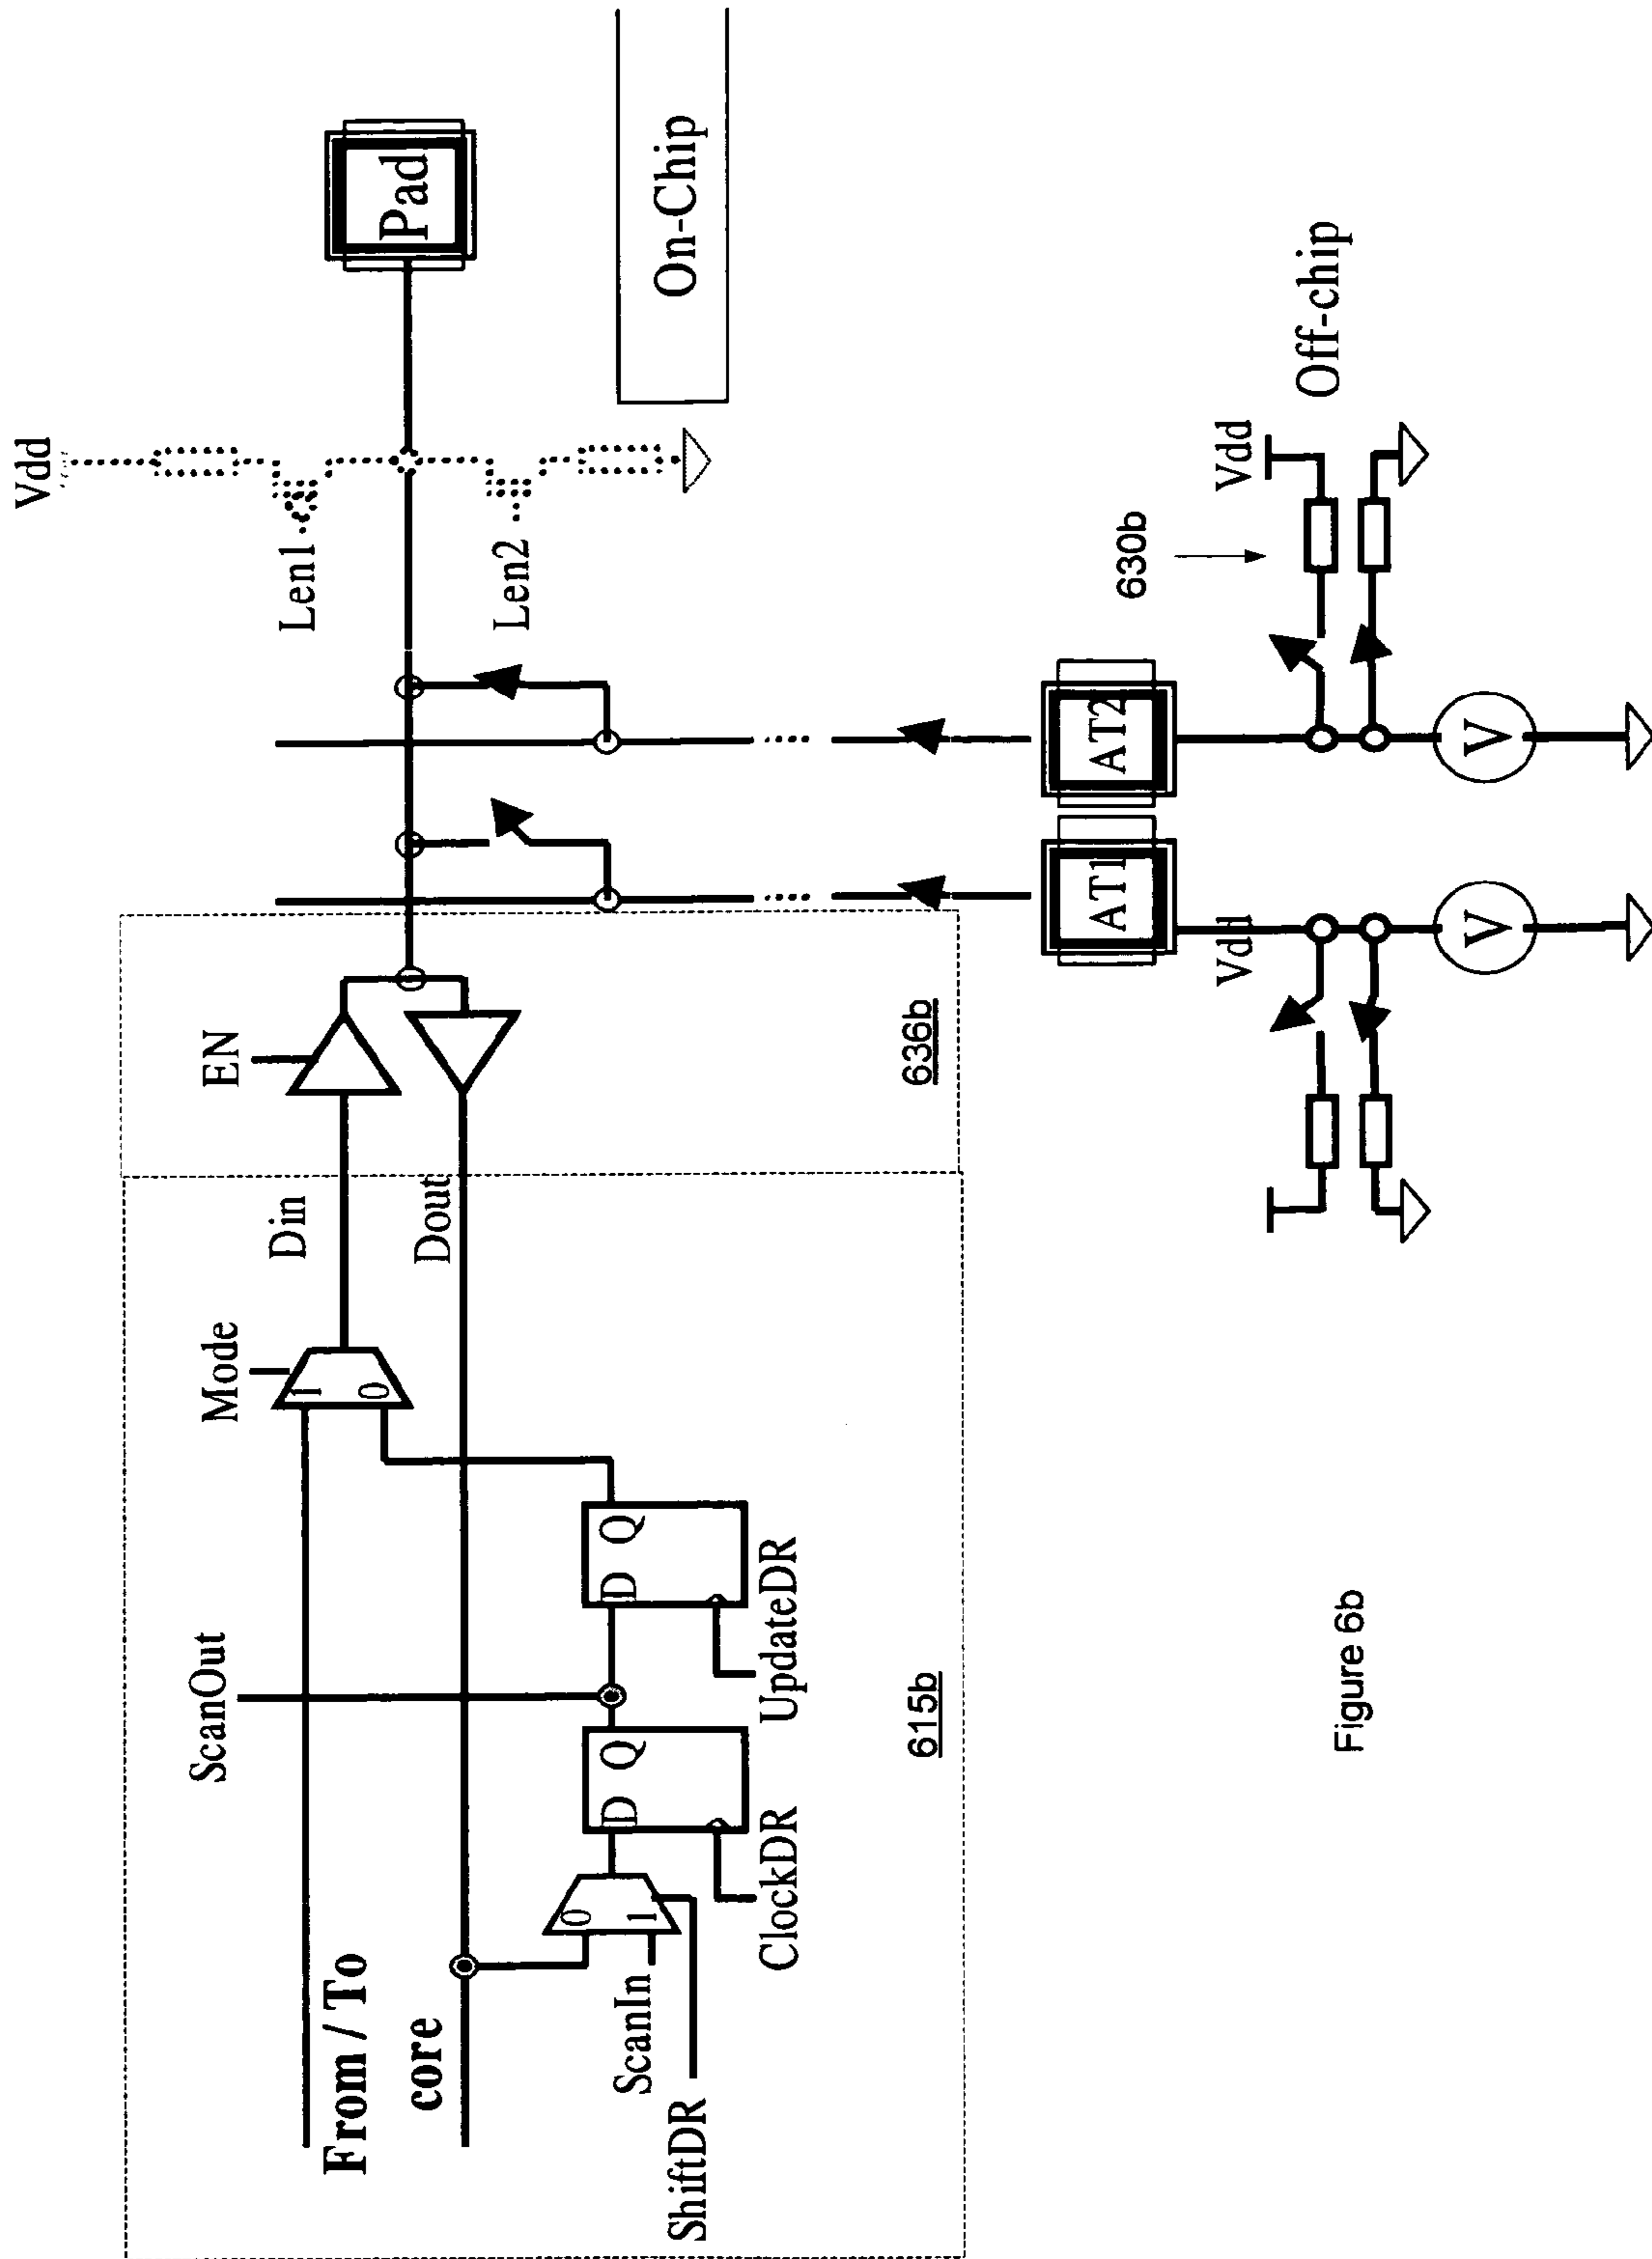 Vdd
ScanOut
Mode
EN
Len1
From / To
core
1
0
Din
Dout
Len2
Pad
ScanIn
ShiftDR
0
1
D Q
ClockDR
D Q
UpdateDR
On-Chip
615b
636b
AT1
AT2
630b
Vdd
Vdd
V
V
Off-chip
Figure 6b